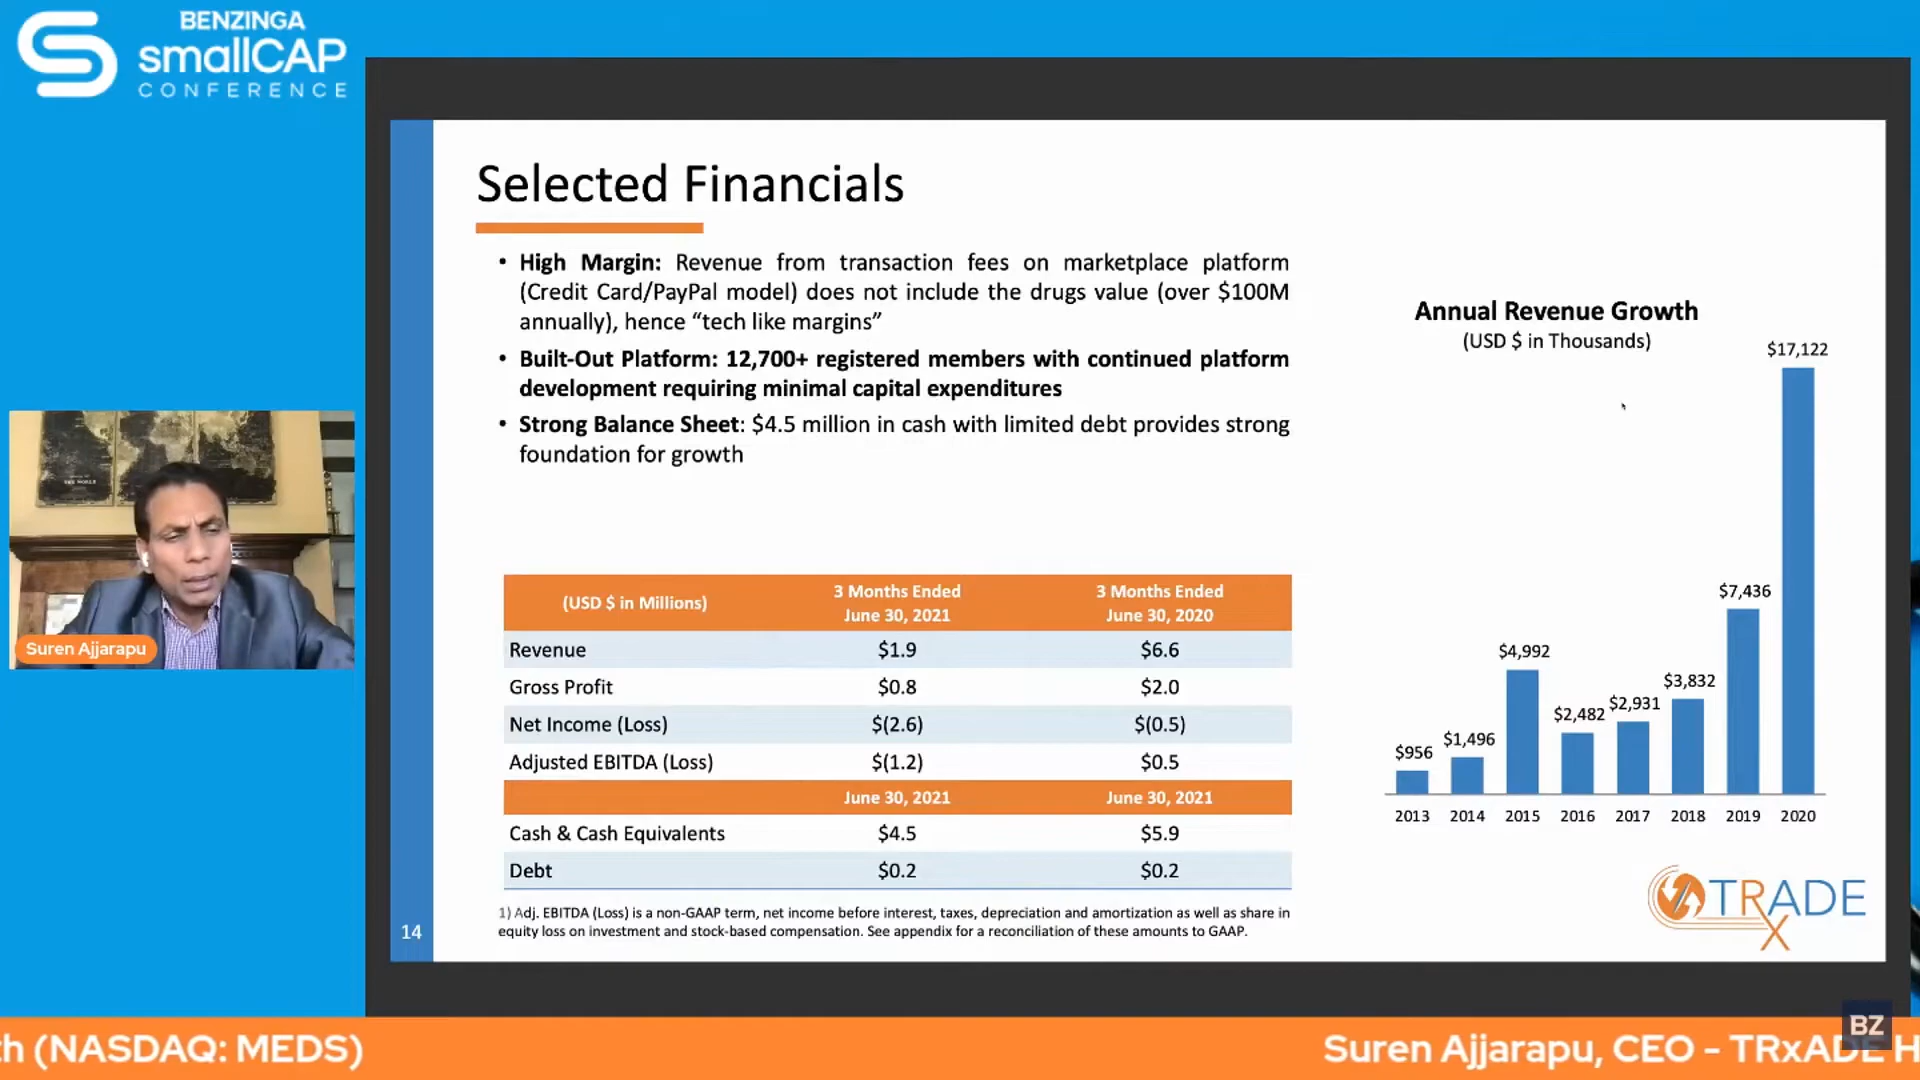 BENZINGA
smallCAP
CONFERENCE
Selected Financials
• High Margin: Revenue from transaction fees on marketplace platform
(Credit Card/PayPal model) does not include the drugs value (over $100M
annually), hence “tech like margins”
• Built-Out Platform: 12,700+ registered members with continued platform
development requiring minimal capital expenditures
• Strong Balance Sheet: $4.5 million in cash with limited debt provides strong
foundation for growth
Annual Revenue Growth
(USD $ in Thousands)
$956 $1,496 $4,992 $2,482 $2,931 $3,832 $7,436 $17,122
2013 2014 2015 2016 2017 2018 2019 2020
(USD $ in Millions) 3 Months Ended June 30, 2021 3 Months Ended June 30, 2020
Revenue $1.9 $6.6
Gross Profit $0.8 $2.0
Net Income (Loss) $(2.6) $(0.5)
Adjusted EBITDA (Loss) $(1.2) $0.5
June 30, 2021 June 30, 2021
Cash & Cash Equivalents $4.5 $5.9
Debt $0.2 $0.2
1) Adj. EBITDA (Loss) is a non-GAAP term, net income before interest, taxes, depreciation and amortization as well as share in
equity loss on investment and stock-based compensation. See appendix for a reconciliation of these amounts to GAAP.
14
TRxADE
Suren Ajjarapu
BZ
th (NASDAQ: MEDS)
Suren Ajjarapu, CEO - TRxADE H